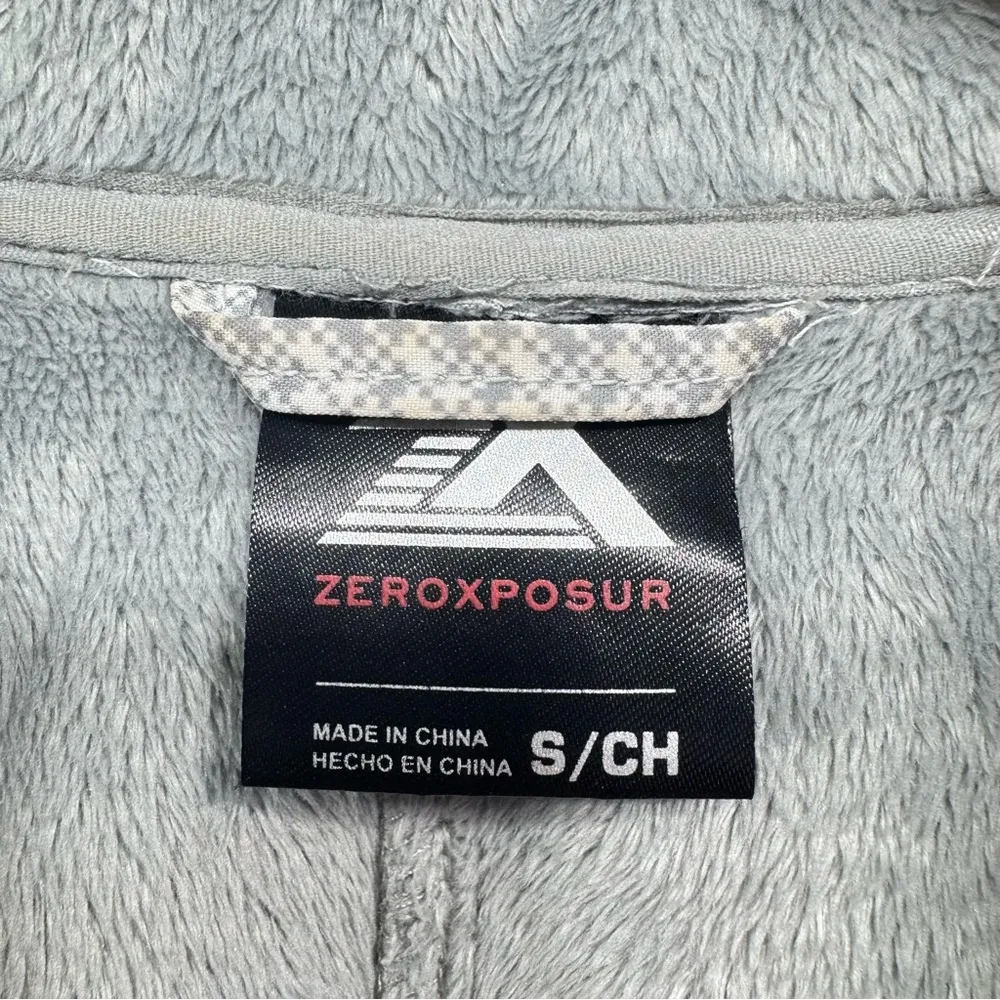 ZEROXPOSUR
MADE IN CHINA
HECHO EN CHINA S/CH